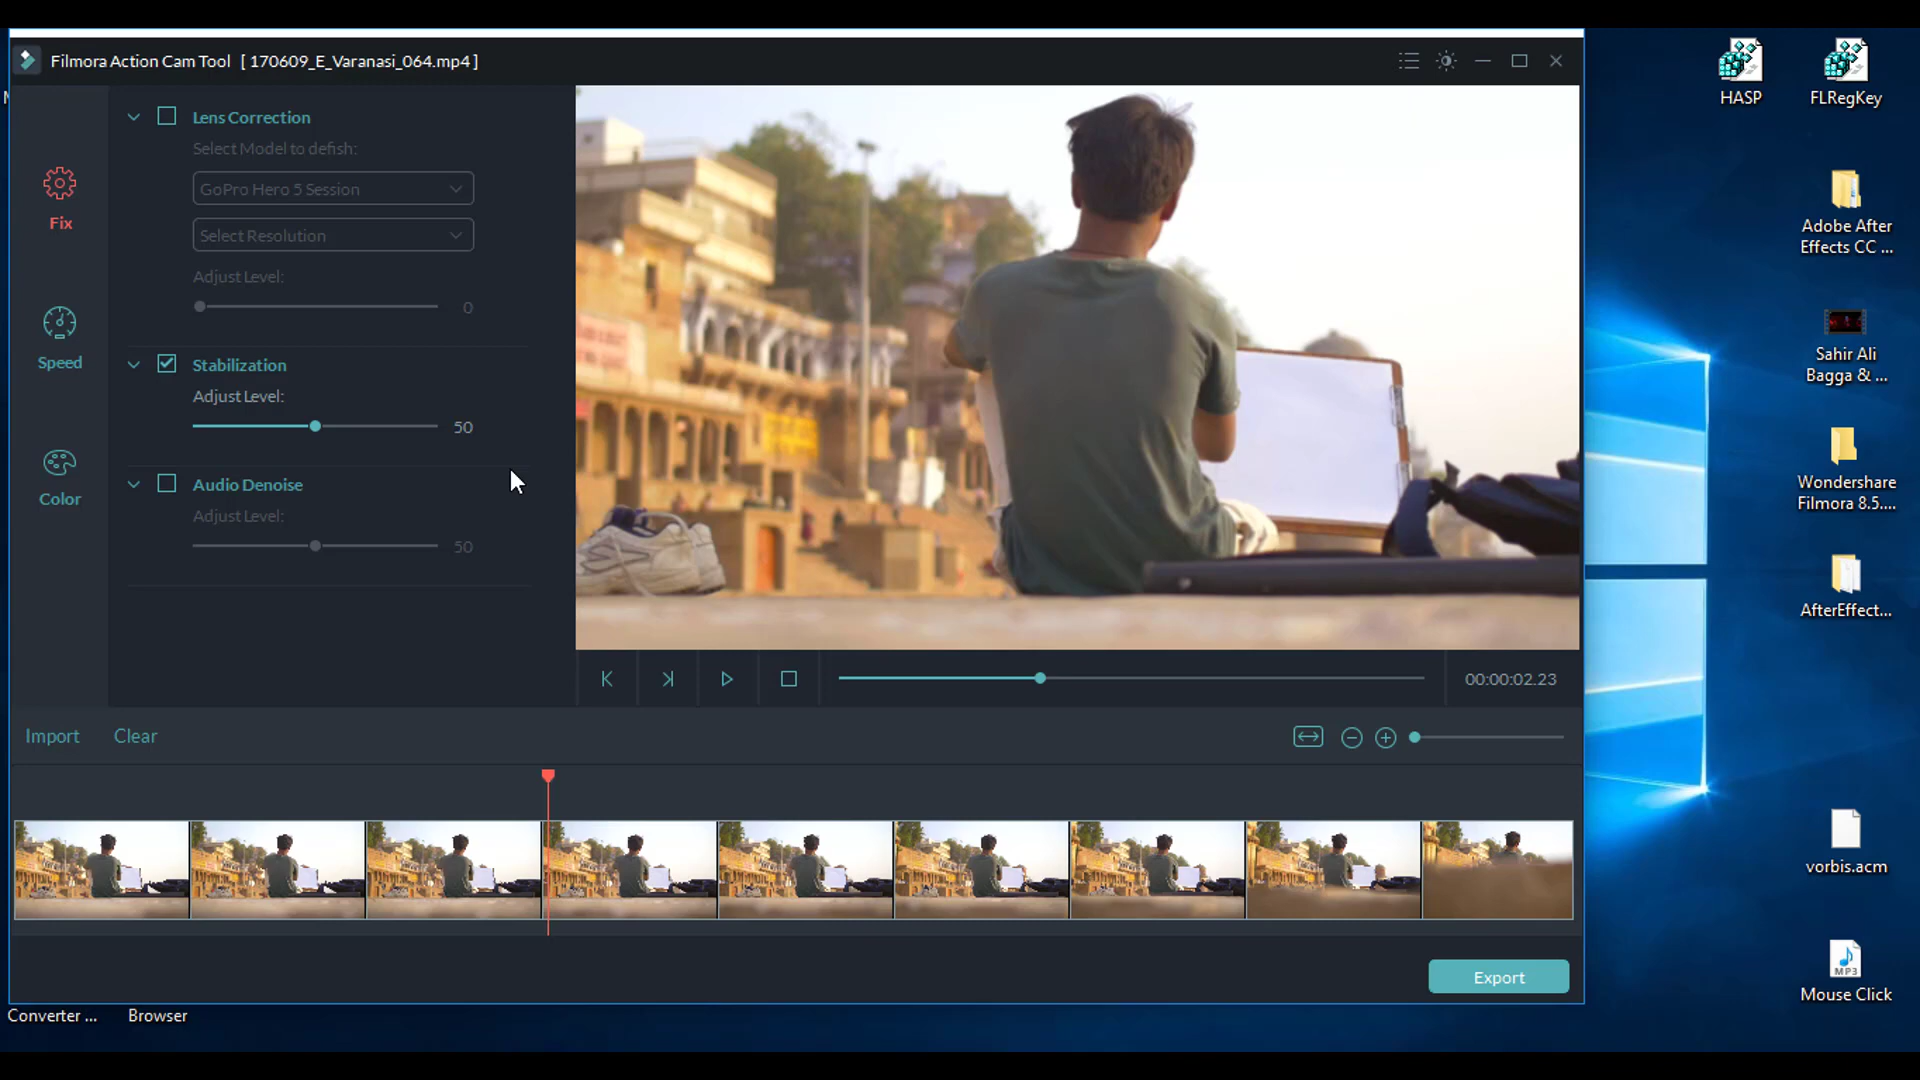 Filmora Action Cam Tool [ 170609_E_Varanasi_064.mp4 ]
HASP
FLRegKey
Lens Correction
Select Model to defish:
GoPro Hero 5 Session
Select Resolution
Adjust Level:
0
Fix
Speed
Color
Stabilization
Adjust Level:
50
Audio Denoise
Adjust Level:
50
Adobe After
Effects CC ...
Sahir Ali
Bagga & ...
Wondershare
Filmora 8.5....
AfterEffect...
00:00:02.23
Import
Clear
vorbis.acm
Export
MP3
Mouse Click
Converter ...
Browser